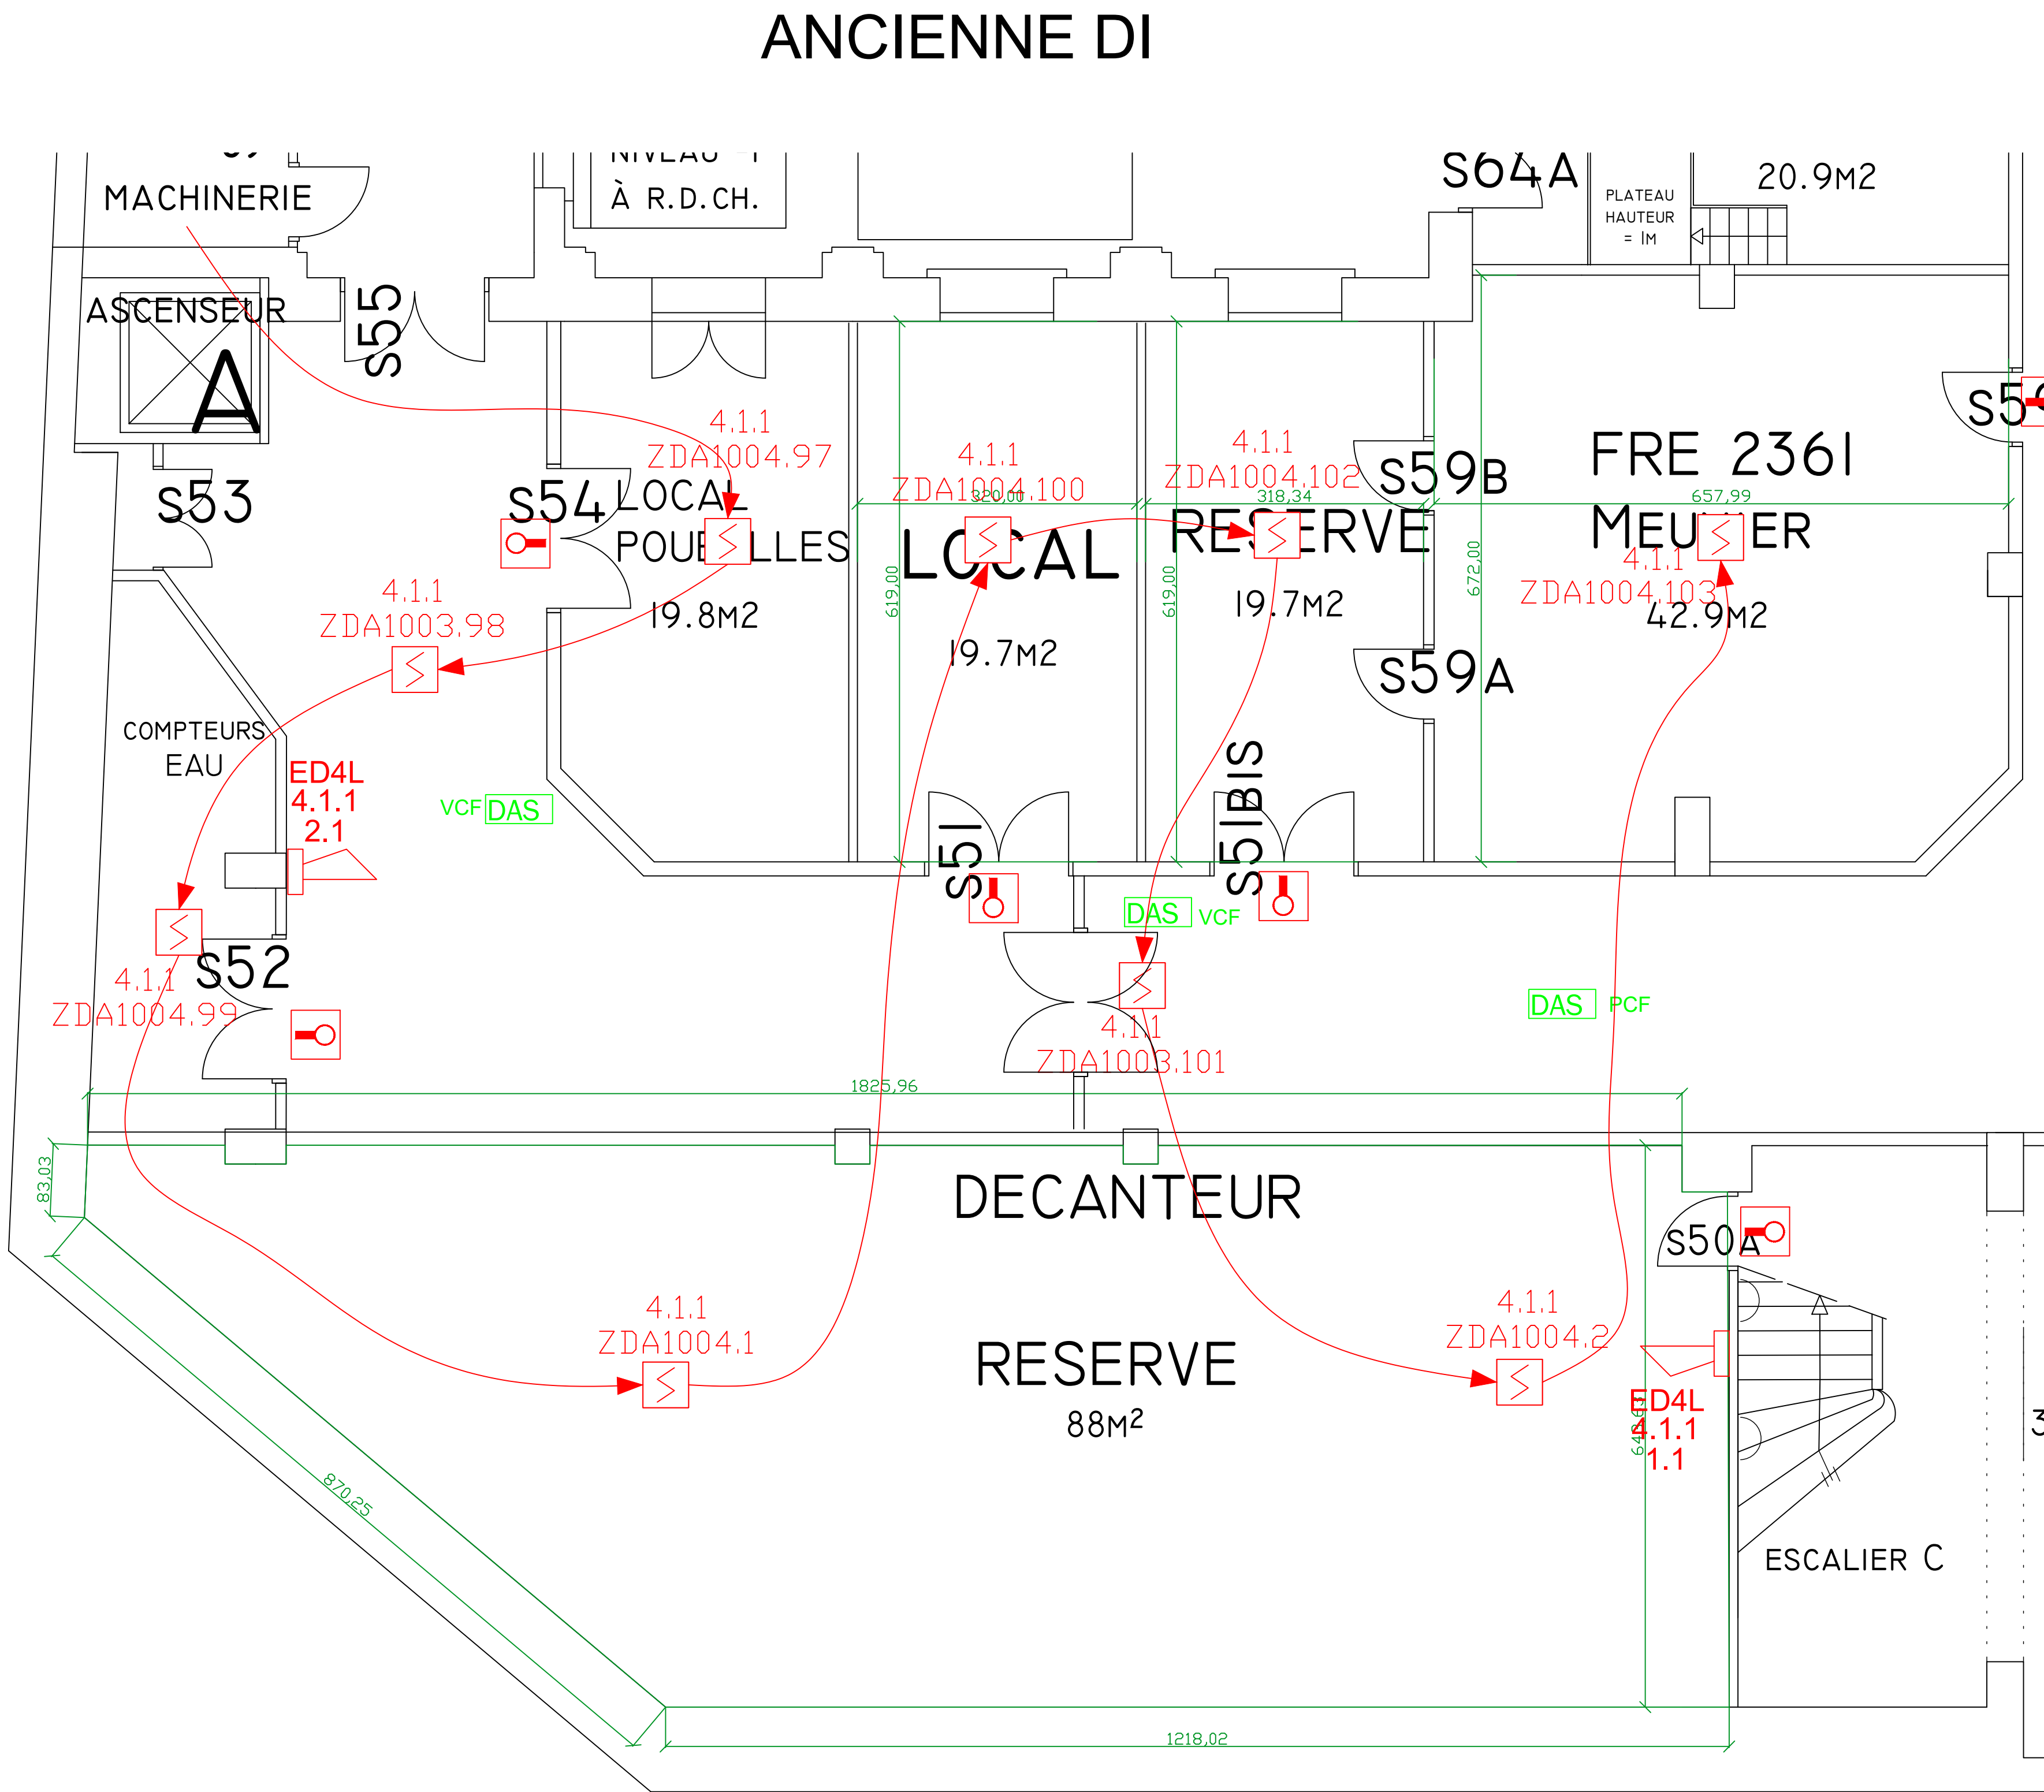 ANCIENNE DI
MACHINERIE
NIVEAU -1
À R.D.CH.
S64A
PLATEAU
HAUTEUR
= 1M
20.9M2
ASCENSEUR
A
S55
S53
S54
LOCAL
POUBELLES
19.8M2
4.1.1
ZDA1004.97
4.1.1
ZDA1004.100
320,00
LOCAL
19.7M2
619,00
4.1.1
ZDA1004.102
318,34
RESERVE
19.7M2
619,00
S59B
S59A
672,00
FRE 2361
657,99
MEUNIER
4.1.1
ZDA1004.103
42.9M2
4.1.1
ZDA1003.98
COMPTEURS
EAU
ED4L
4.1.1
2.1
VCF DAS
S51
S51BIS
DAS VCF
DAS PCF
S52
4.1.1
ZDA1004.99
4.1.1
ZDA1003.101
1825,96
83,03
DECANTEUR
S50A
4.1.1
ZDA1004.1
RESERVE
88M²
4.1.1
ZDA1004.2
ED4L
4.1.1
1.1
870,25
ESCALIER C
1218,02